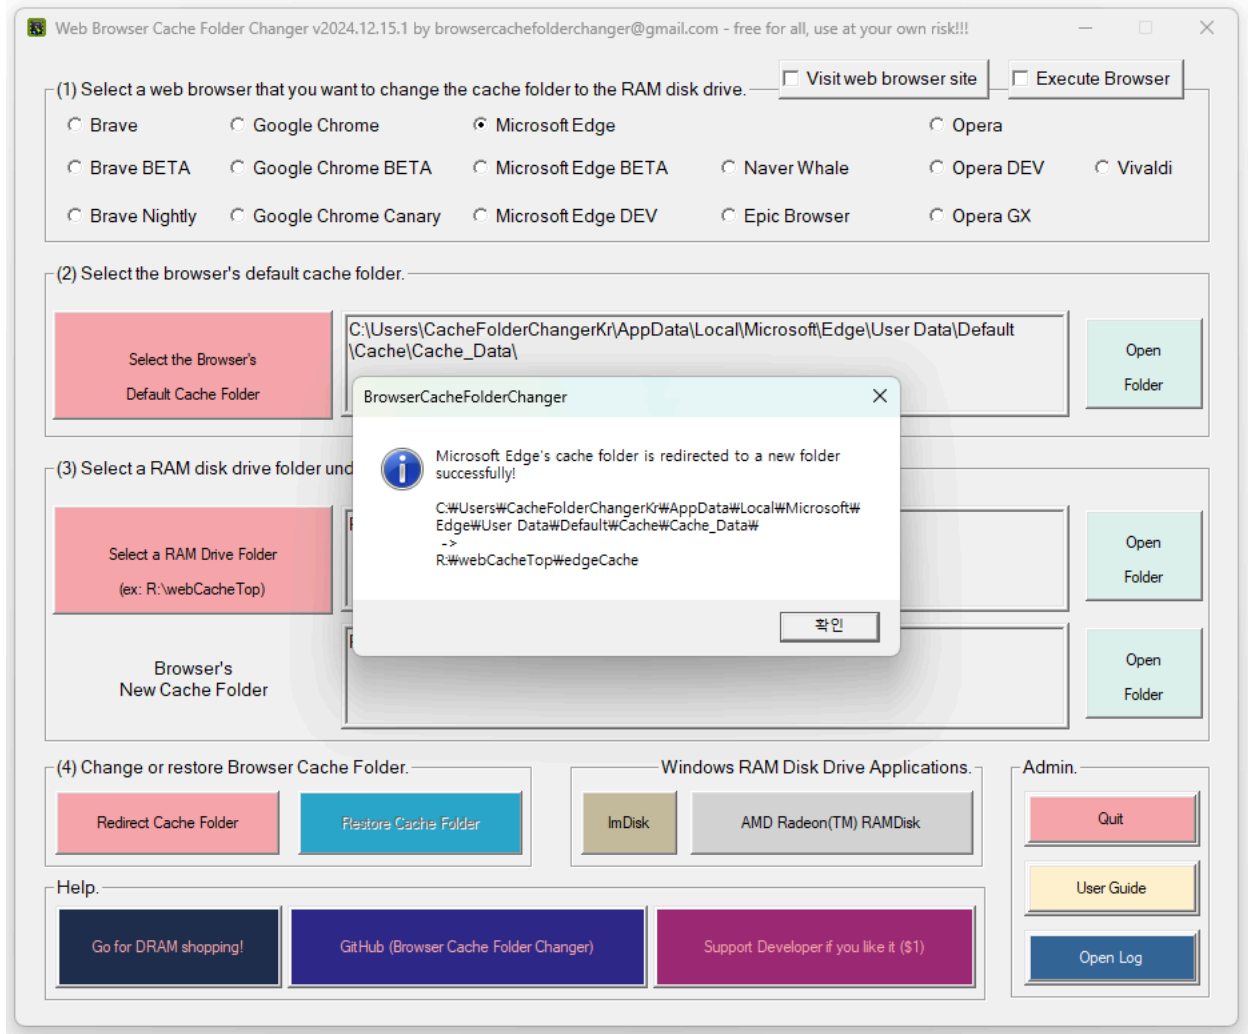 Web Browser Cache Folder Changer v2024.12.15.1 by browsercachefolderchanger@gmail.com - free for all, use at your own risk!!!
(1) Select a web browser that you want to change the cache folder to the RAM disk drive.
Visit web browser site
Execute Browser
Brave
Google Chrome
Microsoft Edge
Opera
Brave BETA
Google Chrome BETA
Microsoft Edge BETA
Naver Whale
Opera DEV
Vivaldi
Brave Nightly
Google Chrome Canary
Microsoft Edge DEV
Epic Browser
Opera GX
(2) Select the browser's default cache folder.
Select the Browser's
Default Cache Folder
C:\Users\CacheFolderChangerKr\AppData\Local\Microsoft\Edge\User Data\Default
\Cache\Cache_Data\
Open
Folder
BrowserCacheFolderChanger
Microsoft Edge's cache folder is redirected to a new folder
successfully!
C:₩Users₩CacheFolderChangerKr₩AppData₩Local₩Microsoft₩
Edge₩User Data₩Default₩Cache₩Cache_Data₩
->
R:₩webCacheTop₩edgeCache
확인
(3) Select a RAM disk drive folder
Select a RAM Drive Folder
(ex: R:\webCacheTop)
Open
Folder
Browser's
New Cache Folder
Open
Folder
(4) Change or restore Browser Cache Folder.
Redirect Cache Folder
Restore Cache Folder
Windows RAM Disk Drive Applications.
ImDisk
AMD Radeon(TM) RAMDisk
Admin.
Quit
User Guide
Open Log
Help.
Go for DRAM shopping!
GitHub (Browser Cache Folder Changer)
Support Developer if you like it ($1)